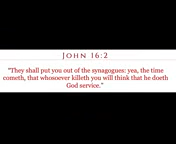 John 16:2
"They shall put you out of the synagogues: yea, the time
cometh, that whosoever killeth you will think that he doeth
God service."